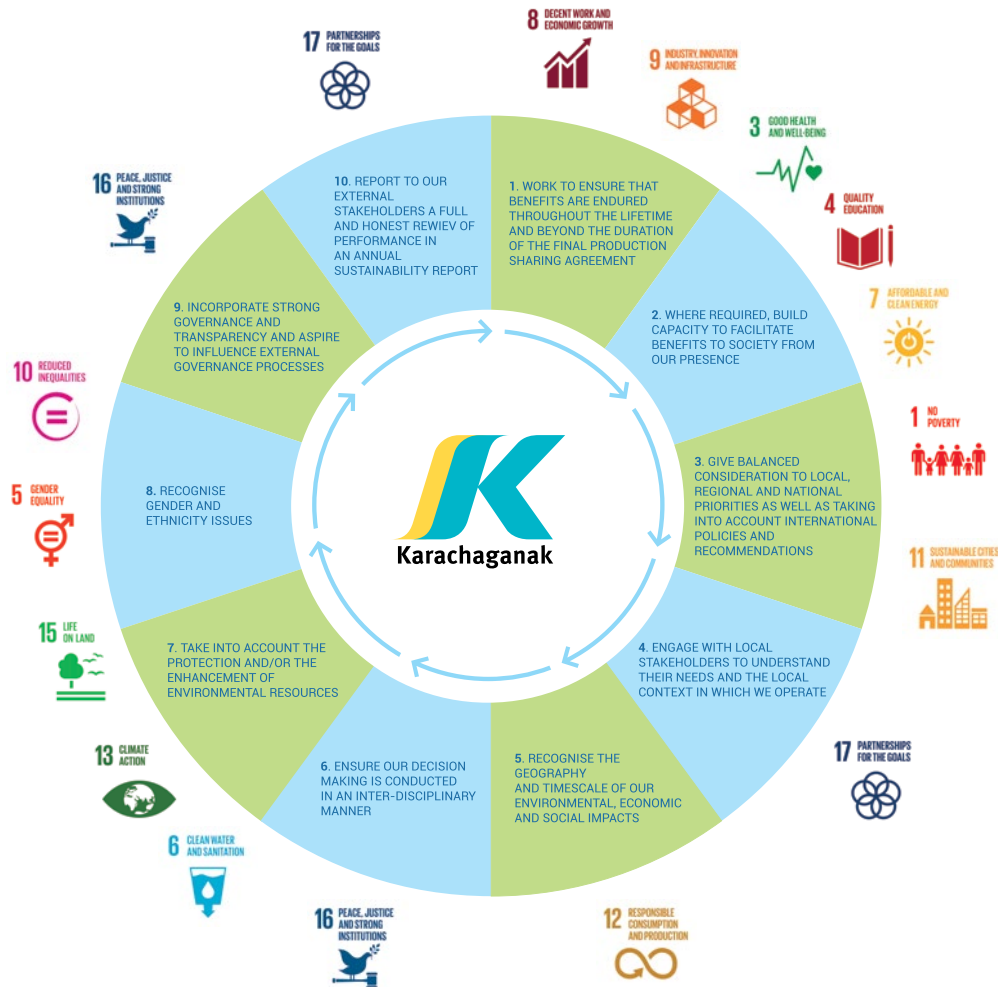 17 PARTNERSHIPS
FOR THE GOALS
8 DECENT WORK AND
ECONOMIC GROWTH
9 INDUSTRY, INNOVATION
AND INFRASTRUCTURE
3 GOOD HEALTH
AND WELL-BEING
4 QUALITY
EDUCATION
7 AFFORDABLE AND
CLEAN ENERGY
1 NO
POVERTY
11 SUSTAINABLE CITIES
AND COMMUNITIES
17 PARTNERSHIPS
FOR THE GOALS
12 RESPONSIBLE
CONSUMPTION
AND PRODUCTION
16 PEACE, JUSTICE
AND STRONG
INSTITUTIONS
6 CLEAN WATER
AND SANITATION
13 CLIMATE
ACTION
15 LIFE
ON LAND
5 GENDER
EQUALITY
10 REDUCED
INEQUALITIES
16 PEACE, JUSTICE
AND STRONG
INSTITUTIONS
1. WORK TO ENSURE THAT
BENEFITS ARE ENDURED
THROUGHOUT THE LIFETIME
AND BEYOND THE DURATION
OF THE FINAL PRODUCTION
SHARING AGREEMENT
2. WHERE REQUIRED, BUILD
CAPACITY TO FACILITATE
BENEFITS TO SOCIETY FROM
OUR PRESENCE
3. GIVE BALANCED
CONSIDERATION TO LOCAL,
REGIONAL AND NATIONAL
PRIORITIES AS WELL AS TAKING
INTO ACCOUNT INTERNATIONAL
POLICIES AND
RECOMMENDATIONS
4. ENGAGE WITH LOCAL
STAKEHOLDERS TO UNDERSTAND
THEIR NEEDS AND THE LOCAL
CONTEXT IN WHICH WE OPERATE
5. RECOGNISE THE
GEOGRAPHY
AND TIMESCALE OF OUR
ENVIRONMENTAL, ECONOMIC
AND SOCIAL IMPACTS
6. ENSURE OUR DECISION
MAKING IS CONDUCTED
IN AN INTER-DISCIPLINARY
MANNER
7. TAKE INTO ACCOUNT THE
PROTECTION AND/OR THE
ENHANCEMENT OF
ENVIRONMENTAL RESOURCES
8. RECOGNISE
GENDER AND
ETHNICITY ISSUES
9. INCORPORATE STRONG
GOVERNANCE AND
TRANSPARENCY AND ASPIRE
TO INFLUENCE EXTERNAL
GOVERNANCE PROCESSES
10. REPORT TO OUR
EXTERNAL
STAKEHOLDERS A FULL
AND HONEST REWIEV OF
PERFORMANCE IN
AN ANNUAL
SUSTAINABILITY REPORT
Karachaganak